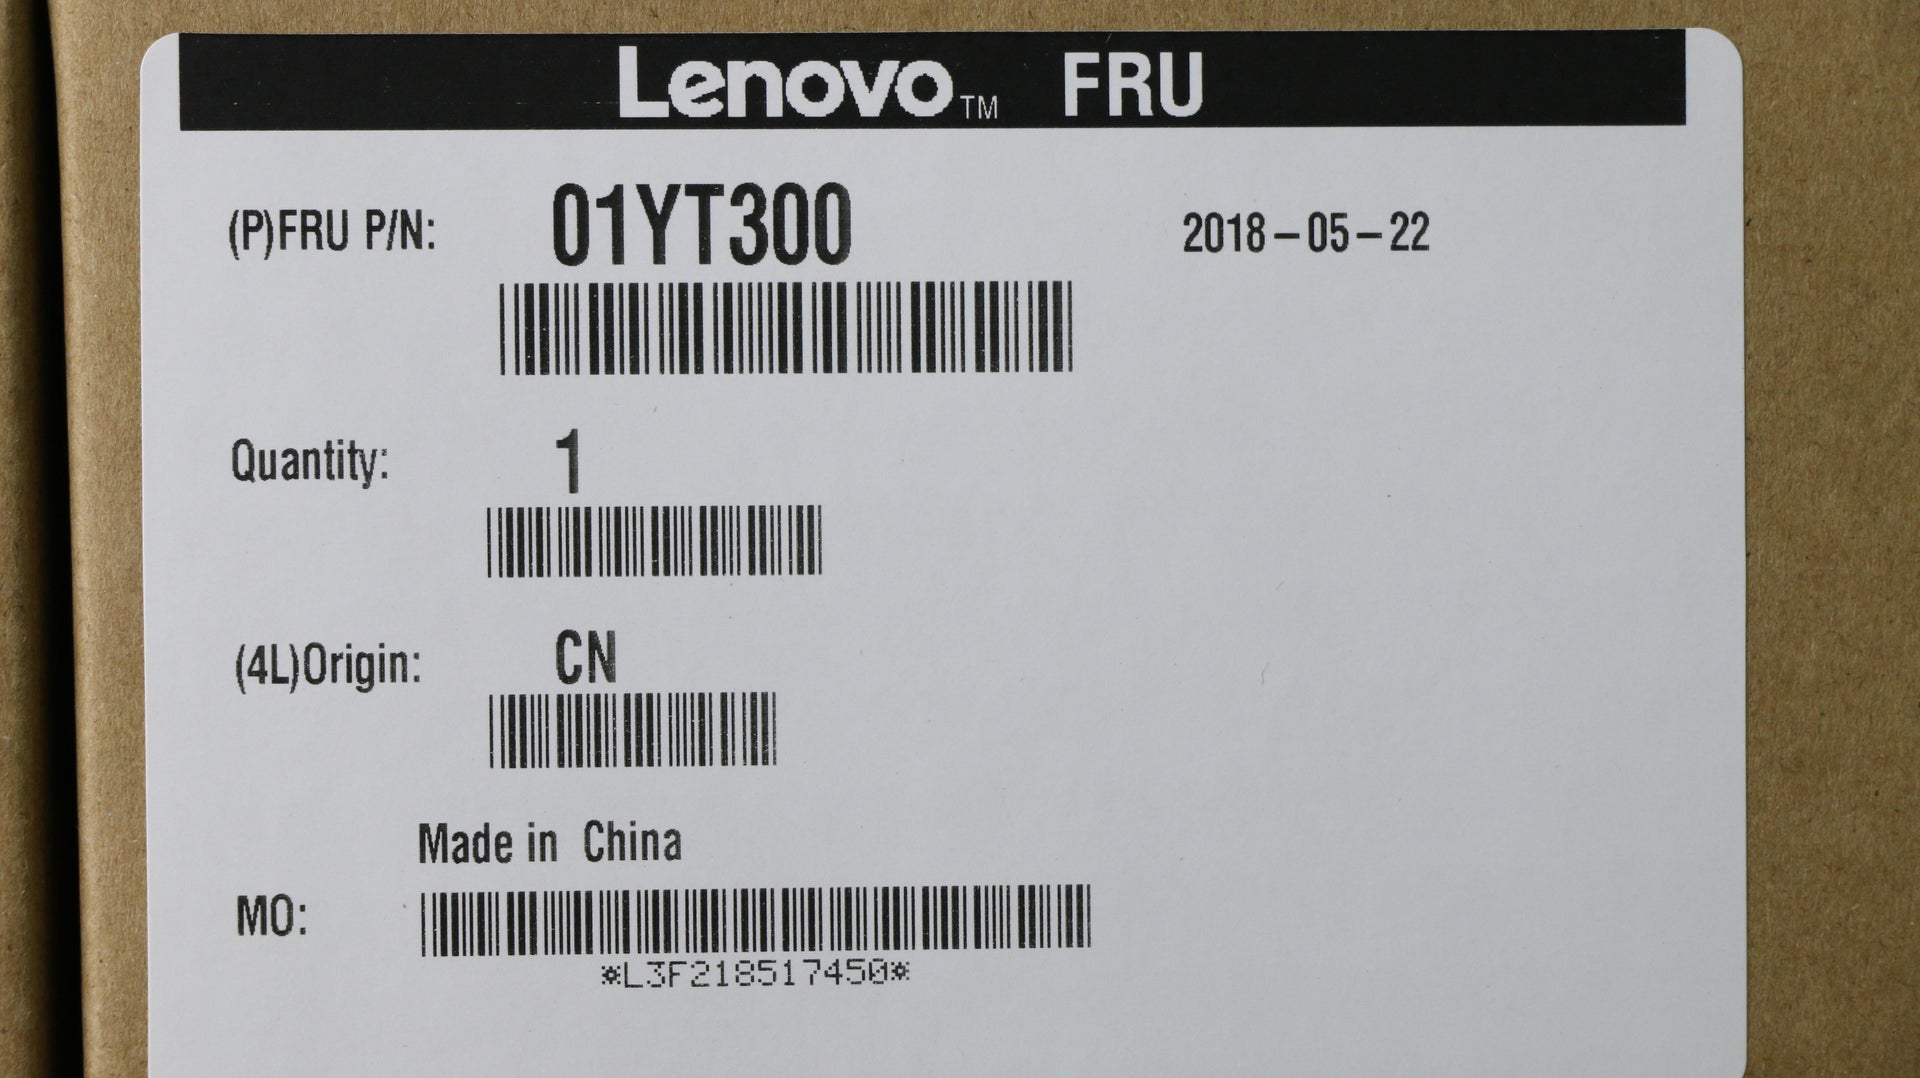 Lenovo™ FRU
(P)FRU P/N: 01YT300 2018-05-22
Quantity: 1
(4L)Origin: CN
Made in China
MO:
*L3F218517450*